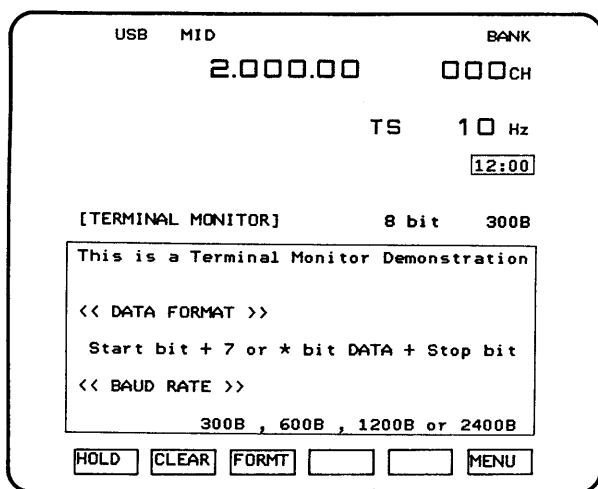 USB MID BANK
2.000.00 000CH
TS 10 Hz
12:00
[TERMINAL MONITOR] 8 bit 300B
This is a Terminal Monitor Demonstration
<< DATA FORMAT >>
Start bit + 7 or * bit DATA + Stop bit
<< BAUD RATE >>
300B , 600B , 1200B or 2400B
HOLD CLEAR FORMT MENU